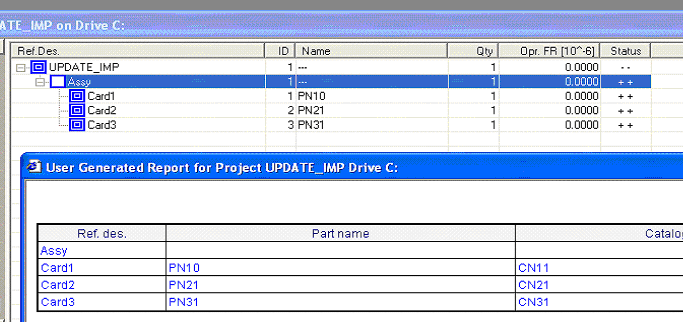 ATE_IMP on Drive C:
Ref.Des. ID Name Qty Opr. FR [10^-6] Status
UPDATE_IMP 1 --- 1 0.0000 - -
Assy 1 --- 1 0.0000 + +
Card1 1 PN10 1 0.0000 + +
Card2 2 PN21 1 0.0000 + +
Card3 3 PN31 1 0.0000 + +
User Generated Report for Project UPDATE_IMP Drive C:
Ref. des. Part name Catalo
Assy
Card1 PN10 CN11
Card2 PN21 CN21
Card3 PN31 CN31